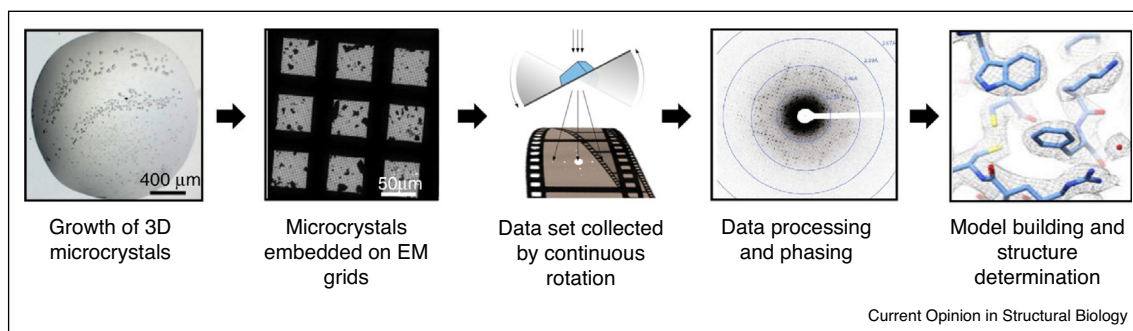 400 μm
50μm
Growth of 3D
microcrystals
Microcrystals
embedded on EM
grids
Data set collected
by continuous
rotation
Data processing
and phasing
Model building and
structure
determination
Current Opinion in Structural Biology